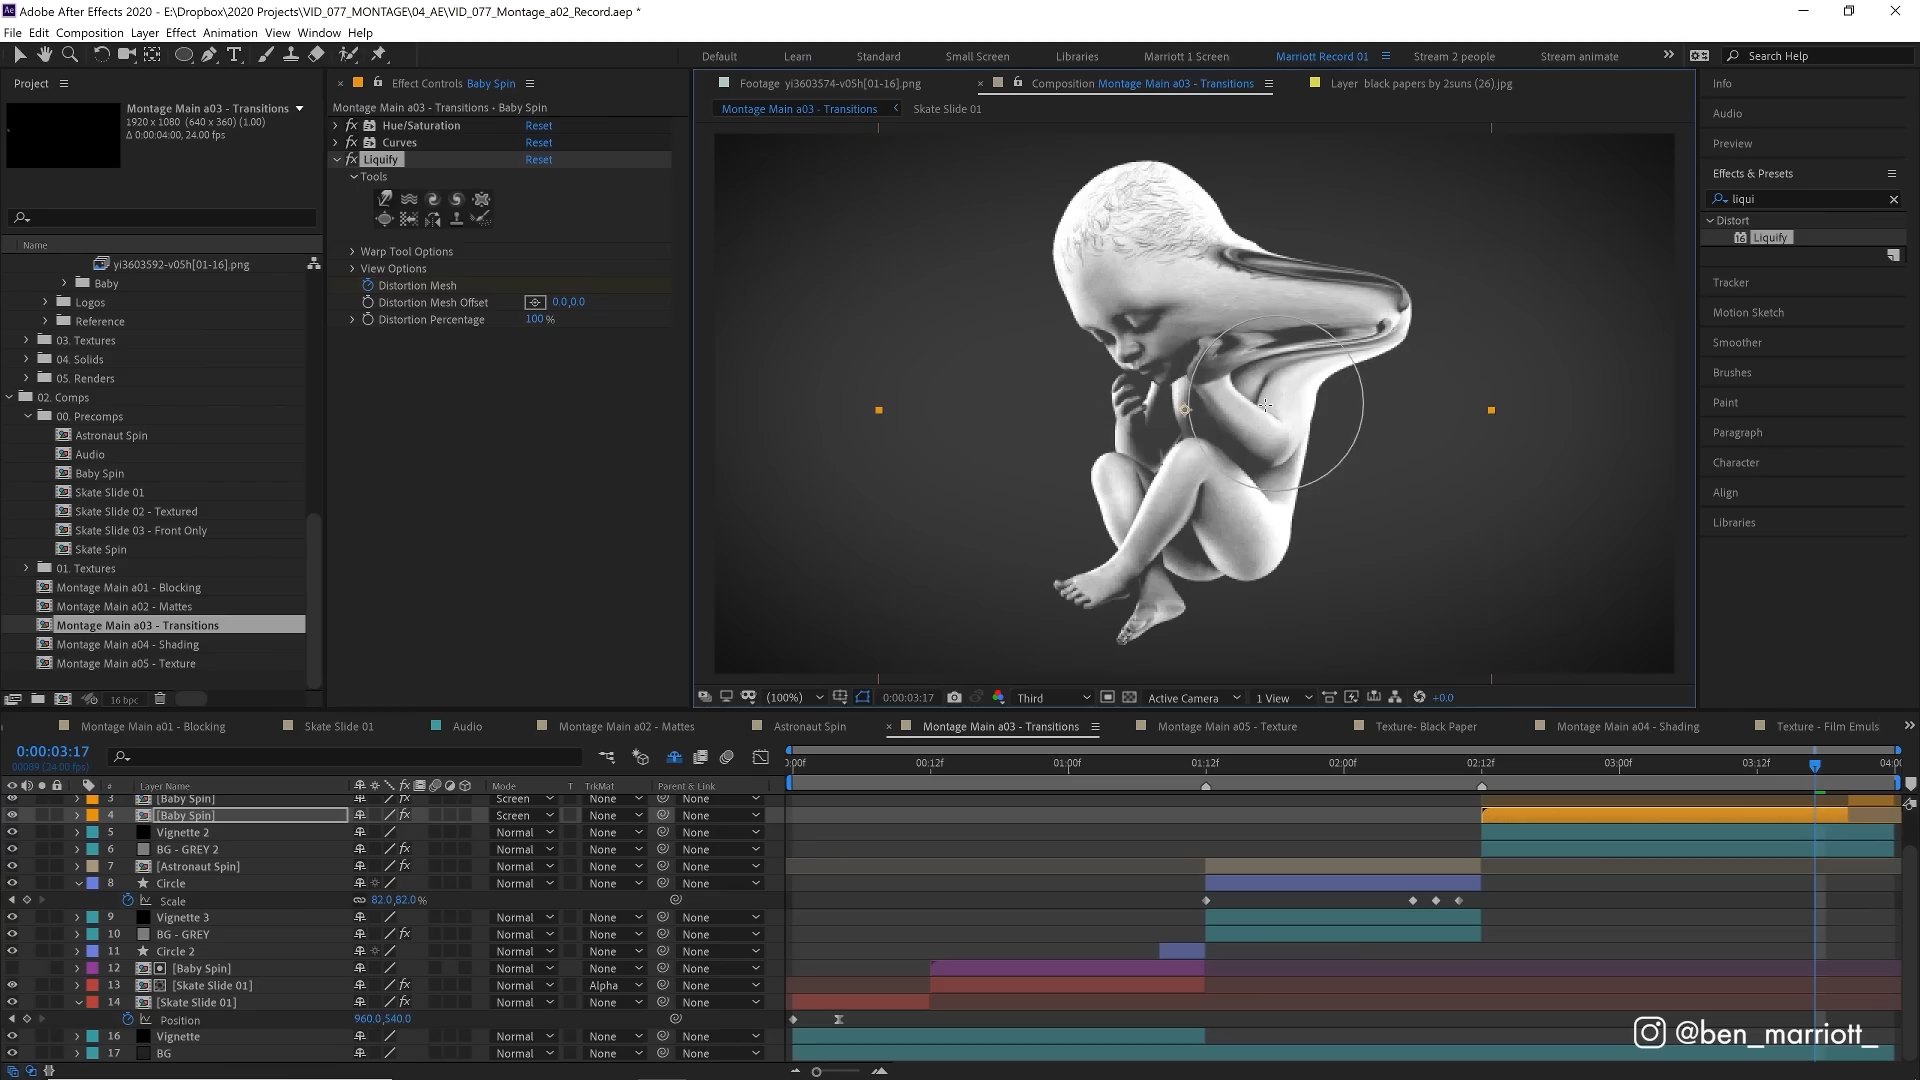 Adobe After Effects 2020 - E:\Dropbox\2020 Projects\VID_077_MONTAGE\04_AE\VID_077_Montage_a02_Record.aep *
File Edit Composition Layer Effect Animation View Window Help
Default Learn Standard Small Screen Libraries Marriott 1 Screen Marriott Record 01 Stream 2 people Stream animate Search Help
Project
Montage Main a03 - Transitions
1920 x 1080 (640 x 360) (1.00)
Δ 0:00:04:00, 24.00 fps
Name
yi3603592-v05h[01-16].png
Baby
Logos
Reference
03. Textures
04. Solids
05. Renders
02. Comps
00. Precomps
Astronaut Spin
Audio
Baby Spin
Skate Slide 01
Skate Slide 02 - Textured
Skate Slide 03 - Front Only
Skate Spin
01. Textures
Montage Main a01 - Blocking
Montage Main a02 - Mattes
Montage Main a03 - Transitions
Montage Main a04 - Shading
Montage Main a05 - Texture
16 bpc
Effect Controls Baby Spin
Montage Main a03 - Transitions • Baby Spin
fx Hue/Saturation Reset
fx Curves Reset
fx Liquify Reset
Tools
Warp Tool Options
View Options
Distortion Mesh
Distortion Mesh Offset 0.0,0.0
Distortion Percentage 100 %
Footage yi3603574-v05h[01-16].png
Composition Montage Main a03 - Transitions
Layer black papers by 2suns (26).jpg
Montage Main a03 - Transitions Skate Slide 01
(100%) 0:00:03:17 Third Active Camera 1 View +0.0
Info
Audio
Preview
Effects & Presets
liqui
Distort
16 Liquify
Tracker
Motion Sketch
Smoother
Brushes
Paint
Paragraph
Character
Align
Libraries
Montage Main a01 - Blocking Skate Slide 01 Audio Montage Main a02 - Mattes Astronaut Spin Montage Main a03 - Transitions Montage Main a05 - Texture Texture- Black Paper Montage Main a04 - Shading Texture - Film Emuls
0:00:03:17
00089 (24.00 fps)
:00f 00:12f 01:00f 01:12f 02:00f 02:12f 03:00f 03:12f 04:00
# Layer Name Mode T TrkMat Parent & Link
3 [Baby Spin] fx Screen None None
4 [Baby Spin] fx Screen None None
5 Vignette 2 Normal None None
6 BG - GREY 2 fx Normal None None
7 [Astronaut Spin] fx Normal None None
8 Circle Normal None None
Scale 82.0,82.0%
9 Vignette 3 Normal None None
10 BG - GREY fx Normal None None
11 Circle 2 Normal None None
12 [Baby Spin] Normal None None
13 [Skate Slide 01] fx Normal Alpha None
14 [Skate Slide 01] fx Normal None None
Position 960.0,540.0
16 Vignette Normal None None
17 BG Normal None None
@ben_marriott_